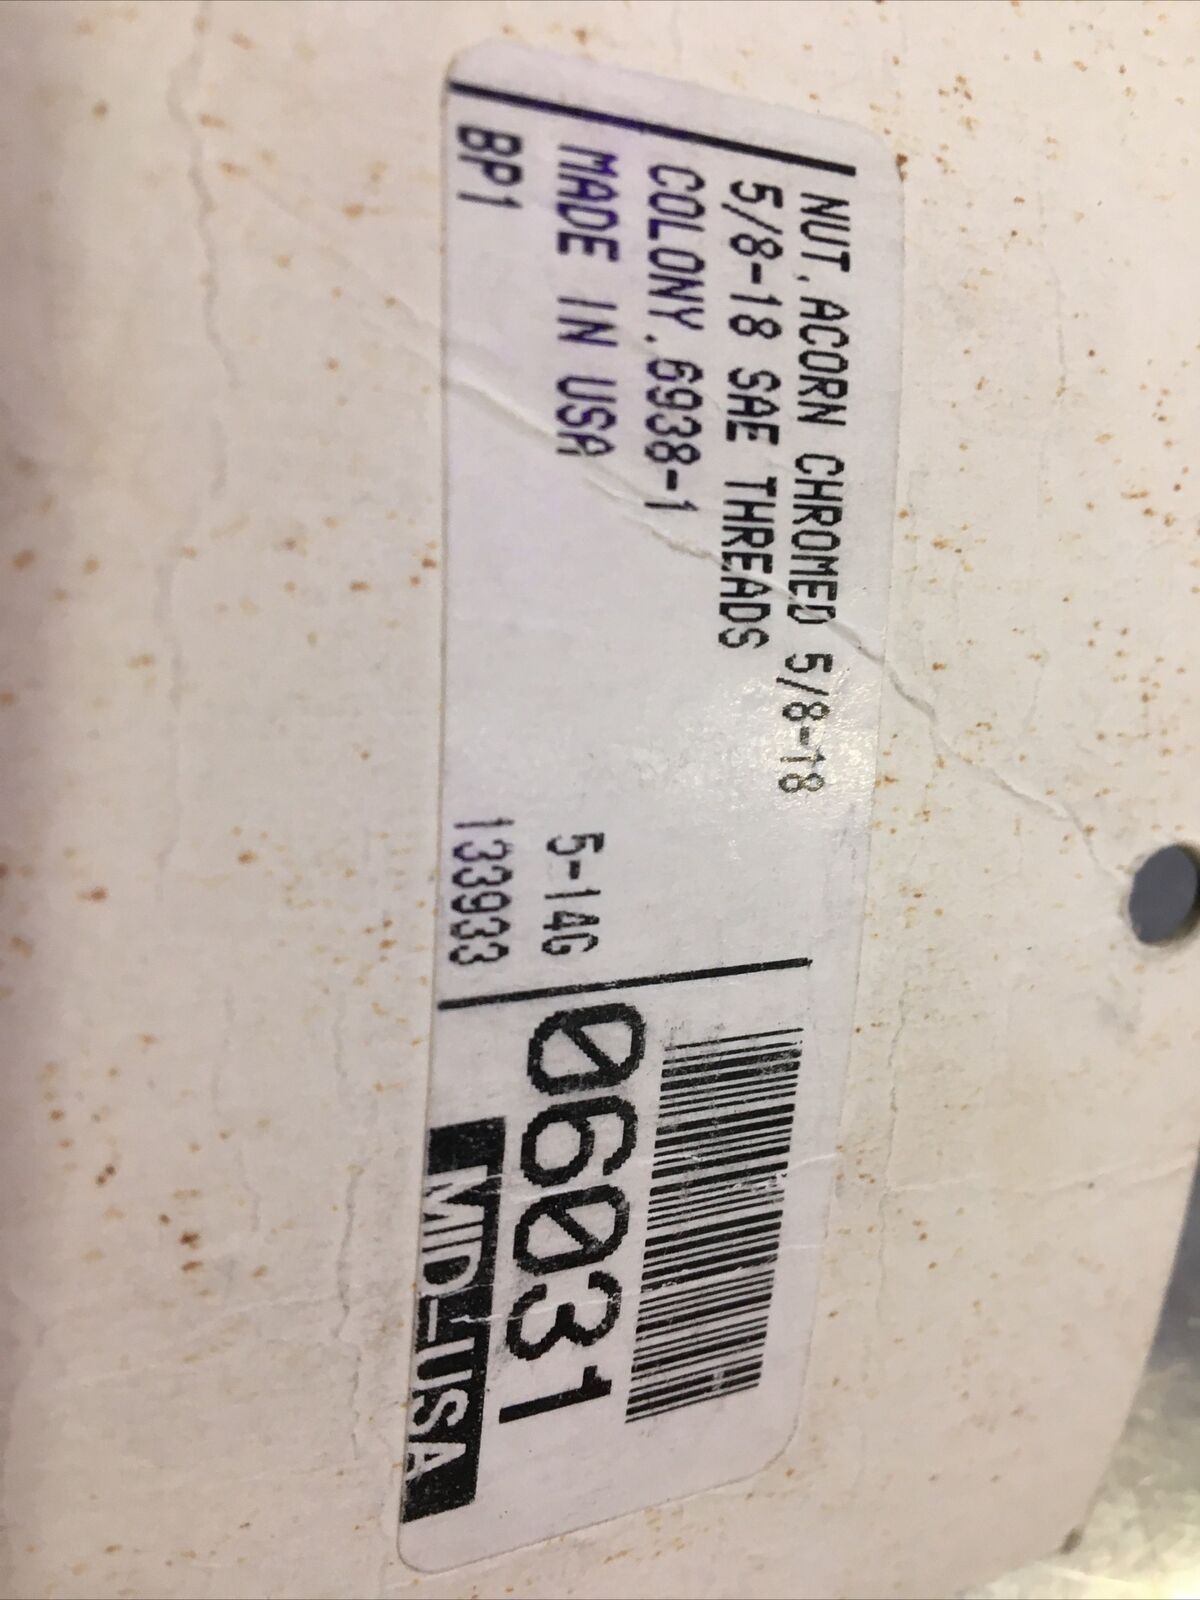 NUT, ACORN CHROMED 5/8-18
5/8-18 SAE THREADS
COLONY, 6938-1
MADE IN USA
BP1
5-14G
133933
06031
MID-USA